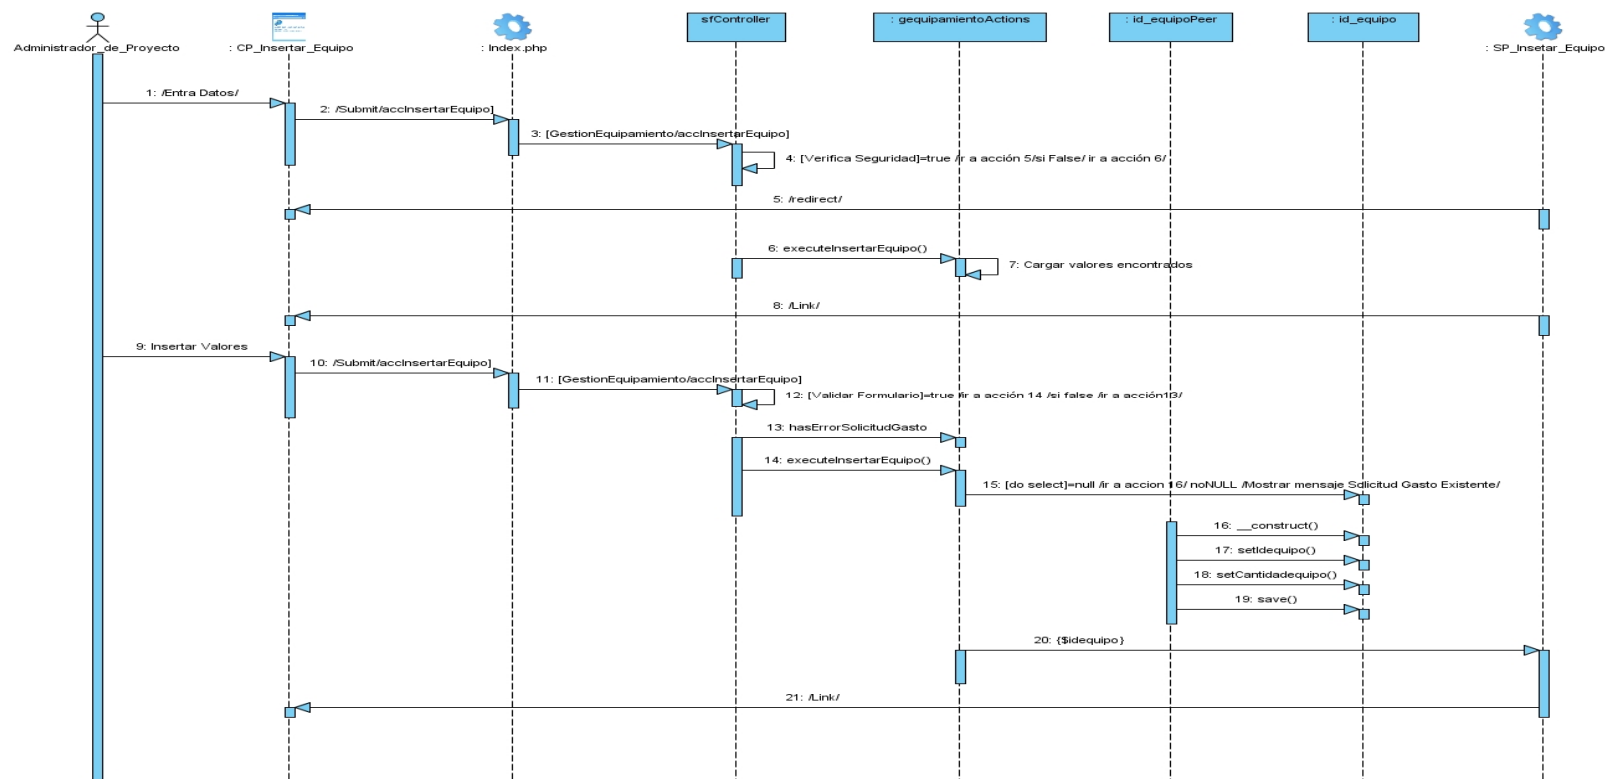 Administrador_de_Proyecto
: CP_Insertar_Equipo
: Index.php
sfController
: gequipamientoActions
: id_equipoPeer
: id_equipo
: SP_Insetar_Equipo
1: /Entra Datos/
2: /Submit/accInsertarEquipo]
3: [GestionEquipamiento/accInsertarEquipo]
4: [Verifica Seguridad]=true /ir a acción 5/si False/ ir a acción 6/
5: /redirect/
6: executeInsertarEquipo()
7: Cargar valores encontrados
8: /Link/
9: Insertar Valores
10: /Submit/accInsertarEquipo]
11: [GestionEquipamiento/accInsertarEquipo]
12: [Validar Formulario]=true /ir a acción 14 /si false /ir a acción13/
13: hasErrorSolicitudGasto
14: executeInsertarEquipo()
15: [do select]=null /ir a accion 16/ noNULL /Mostrar mensaje Solicitud Gasto Existente/
16: __construct()
17: setIdequipo()
18: setCantidadequipo()
19: save()
20: {$idequipo}
21: /Link/